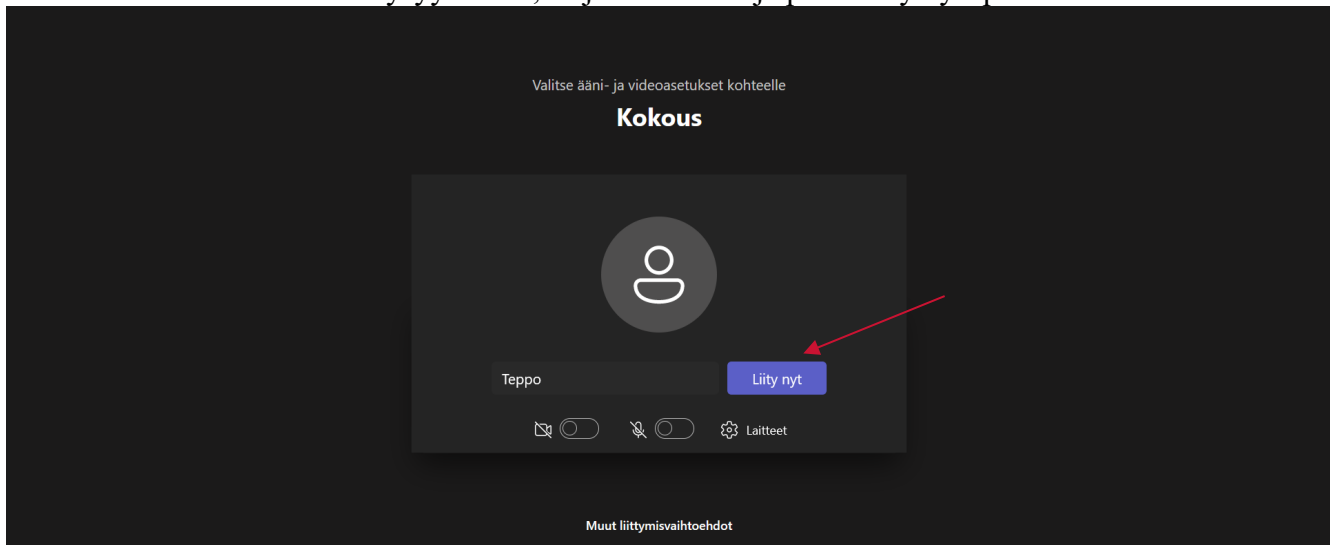 Valitse ääni- ja videoasetukset kohteelle
Kokous
Teppo
Liity nyt
Laitteet
Muut liittymisvaihtoehdot